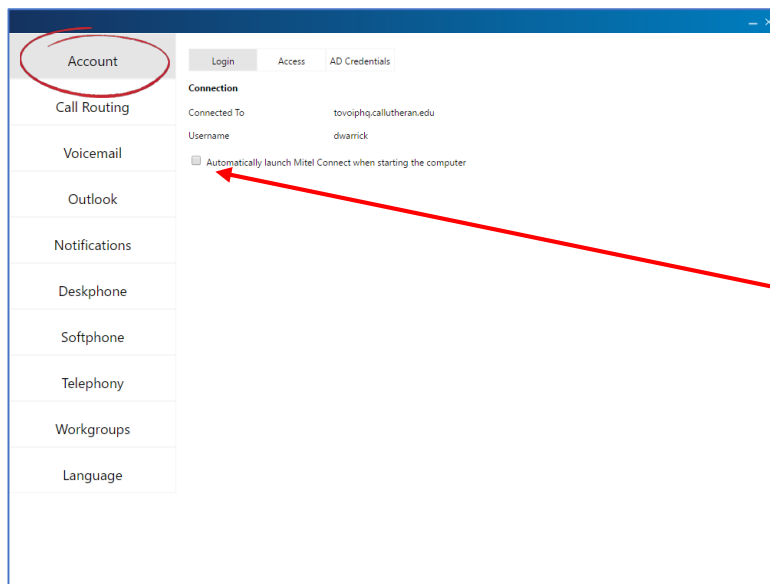 Account
Call Routing
Voicemail
Outlook
Notifications
Deskphone
Softphone
Telephony
Workgroups
Language
Login Access AD Credentials
Connection
Connected To tovoiphq.callutheran.edu
Username dwarrick
Automatically launch Mitel Connect when starting the computer